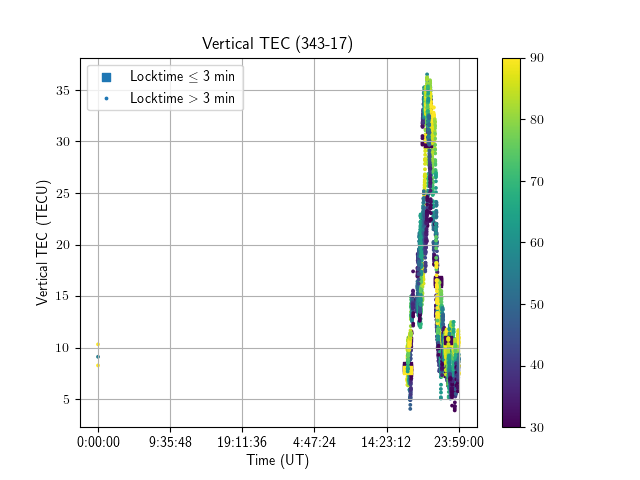 Vertical TEC (343-17)
Locktime ≤ 3 min
Locktime > 3 min
Vertical TEC (TECU)
35
30
25
20
15
10
5
0:00:00 9:35:48 19:11:36 4:47:24 14:23:12 23:59:00
Time (UT)
90
80
70
60
50
40
30